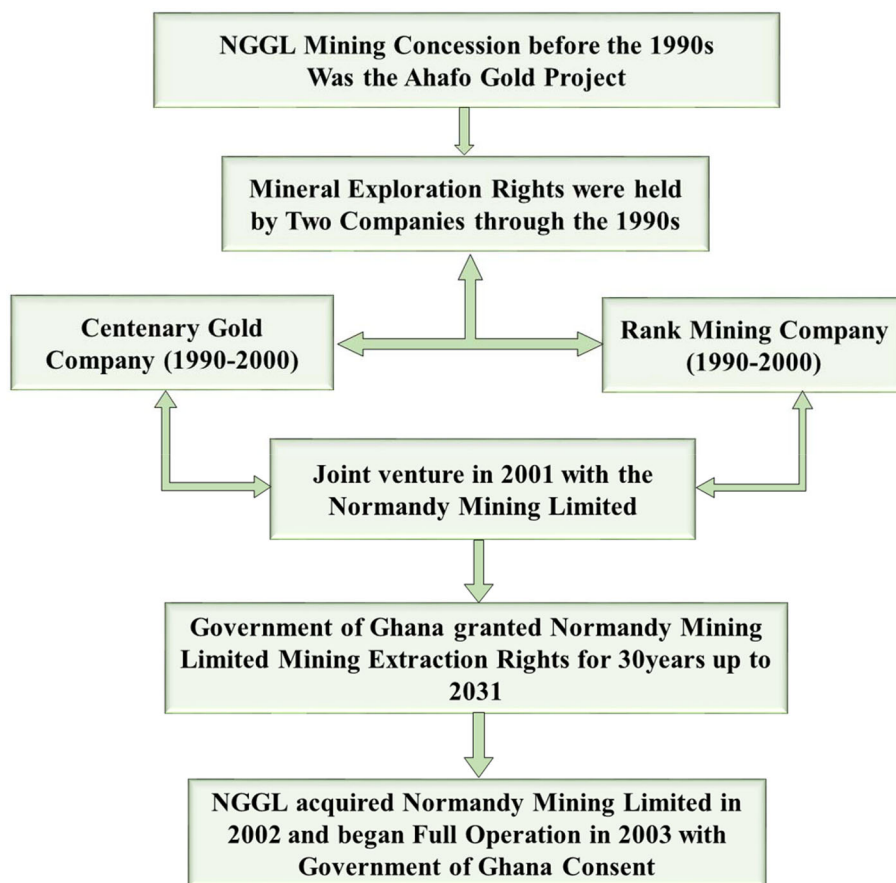 NGGL Mining Concession before the 1990s
Was the Ahafo Gold Project
Mineral Exploration Rights were held
by Two Companies through the 1990s
Centenary Gold
Company (1990-2000)
Rank Mining Company
(1990-2000)
Joint venture in 2001 with the
Normandy Mining Limited
Government of Ghana granted Normandy Mining
Limited Mining Extraction Rights for 30years up to
2031
NGGL acquired Normandy Mining Limited in
2002 and began Full Operation in 2003 with
Government of Ghana Consent